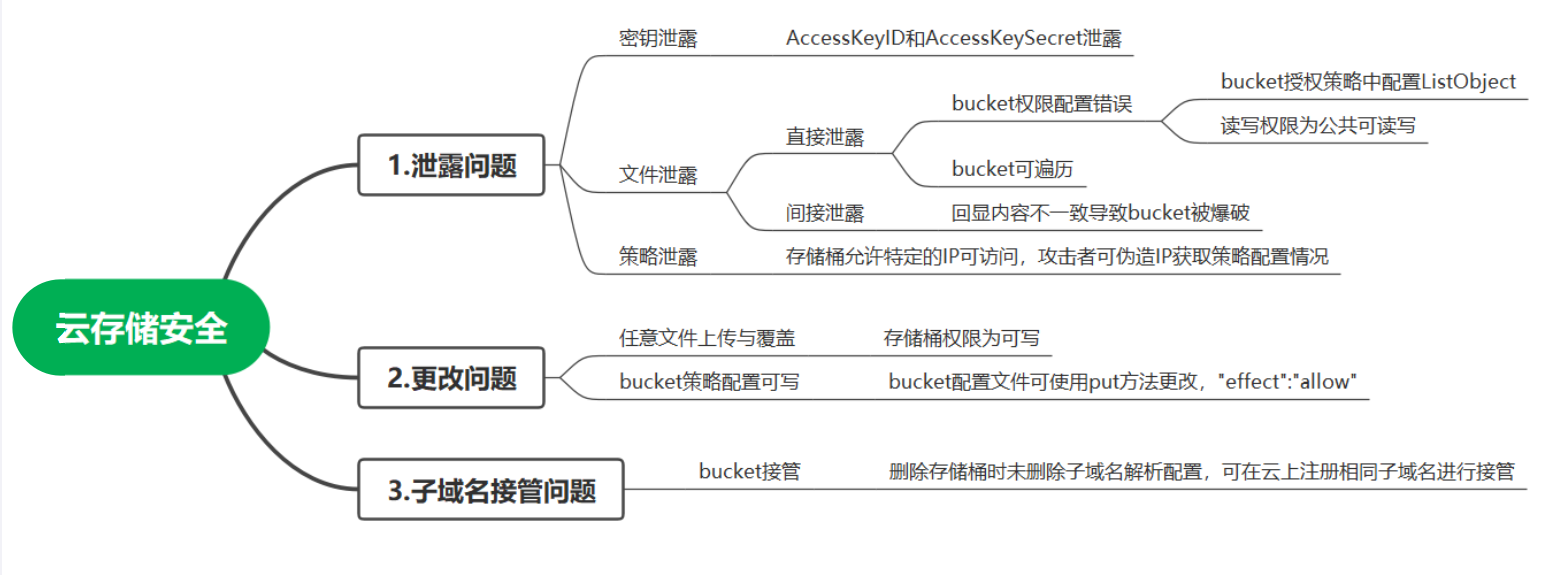 云存储安全
1.泄露问题
密钥泄露
AccessKeyID和AccessKeySecret泄露
文件泄露
直接泄露
bucket权限配置错误
bucket授权策略中配置ListObject
读写权限为公共可读写
bucket可遍历
间接泄露
回显内容不一致导致bucket被爆破
策略泄露
存储桶允许特定的IP可访问，攻击者可伪造IP获取策略配置情况
2.更改问题
任意文件上传与覆盖
存储桶权限为可写
bucket策略配置可写
bucket配置文件可使用put方法更改，"effect":"allow"
3.子域名接管问题
bucket接管
删除存储桶时未删除子域名解析配置，可在云上注册相同子域名进行接管